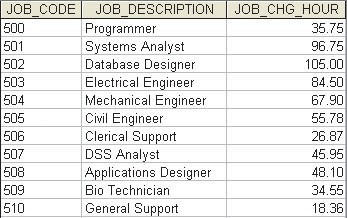 JOB_CODE JOB_DESCRIPTION JOB_CHG_HOUR
500 Programmer 35.75
501 Systems Analyst 96.75
502 Database Designer 105.00
503 Electrical Engineer 84.50
504 Mechanical Engineer 67.90
505 Civil Engineer 55.78
506 Clerical Support 26.87
507 DSS Analyst 45.95
508 Applications Designer 48.10
509 Bio Technician 34.55
510 General Support 18.36